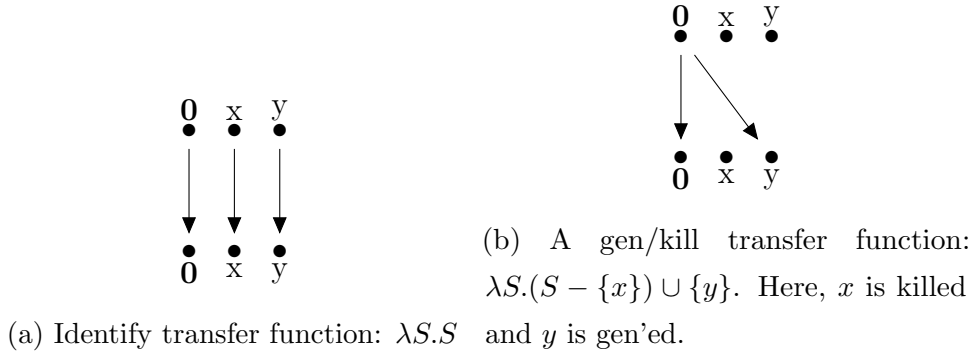 0 x y
0 x y
(a) Identify transfer function: λS.S
0 x y
0 x y
(b) A gen/kill transfer function:
λS.(S − {x}) ∪ {y}. Here, x is killed
and y is gen'ed.